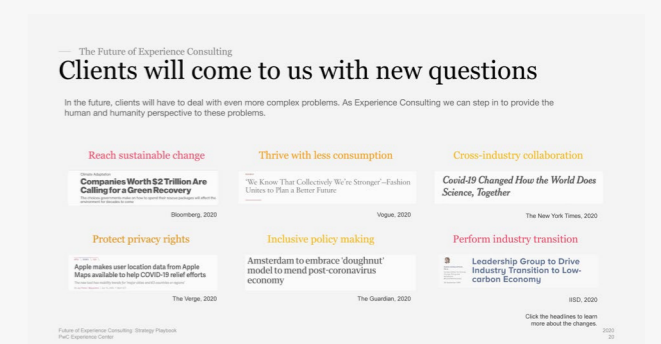 The Future of Experience Consulting
Clients will come to us with new questions
In the future, clients will have to deal with even more complex problems. As Experience Consulting we can step in to provide the
human and humanity perspective to these problems.
Reach sustainable change
Companies Worth $2 Trillion Are
Calling for a Green Recovery
Bloomberg, 2020
Thrive with less consumption
'We Know That Collectively We're Stronger'–Fashion
Unites to Plan a Better Future
Vogue, 2020
Cross-industry collaboration
Covid-19 Changed How the World Does
Science, Together
The New York Times, 2020
Protect privacy rights
Apple makes user location data from Apple
Maps available to help COVID-19 relief efforts
The Verge, 2020
Inclusive policy making
Amsterdam to embrace 'doughnut'
model to mend post-coronavirus
economy
The Guardian, 2020
Perform industry transition
Leadership Group to Drive
Industry Transition to Low-
carbon Economy
IISD, 2020
Click the headlines to learn
more about the changes.
Future of Experience Consulting: Strategy Playbook
PwC Experience Center
2020
20